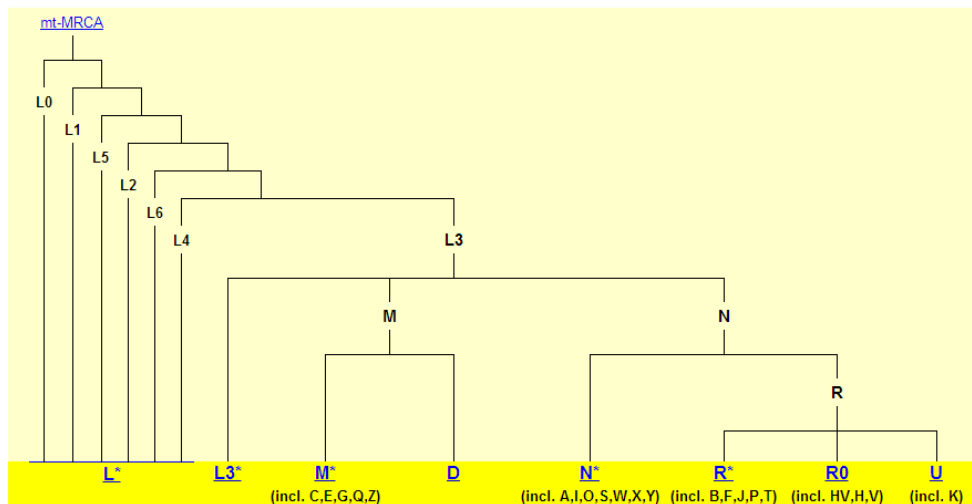 mt-MRCA
L0
L1
L5
L2
L6
L4
L3
M
N
R
L* L3* M* D N* R* R0 U
(incl. C,E,G,Q,Z) (incl. A,I,O,S,W,X,Y) (incl. B,F,J,P,T) (incl. HV,H,V) (incl. K)